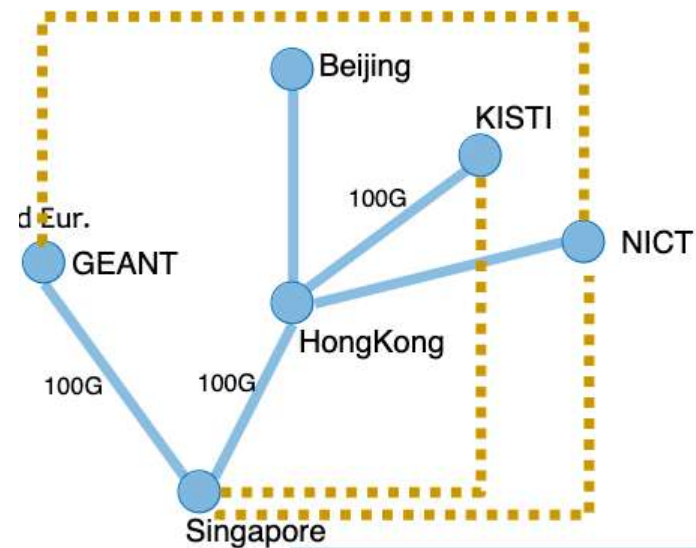 Beijing
KISTI
100G
d Eur.
NICT
GEANT
HongKong
100G
100G
Singapore